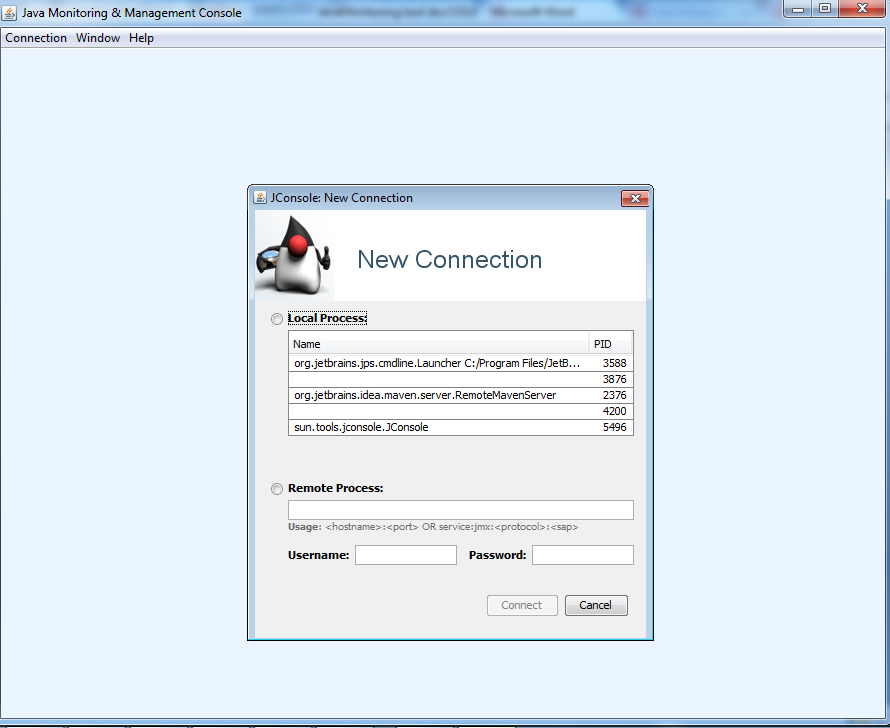 Java Monitoring & Management Console
Connection Window Help
JConsole: New Connection
New Connection
Local Process:
Name PID
org.jetbrains.jps.cmdline.Launcher C:/Program Files/JetB... 3588
3876
org.jetbrains.idea.maven.server.RemoteMavenServer 2376
4200
sun.tools.jconsole.JConsole 5496
Remote Process:
Usage: <hostname>:<port> OR service:jmx:<protocol>:<sap>
Username: Password:
Connect Cancel